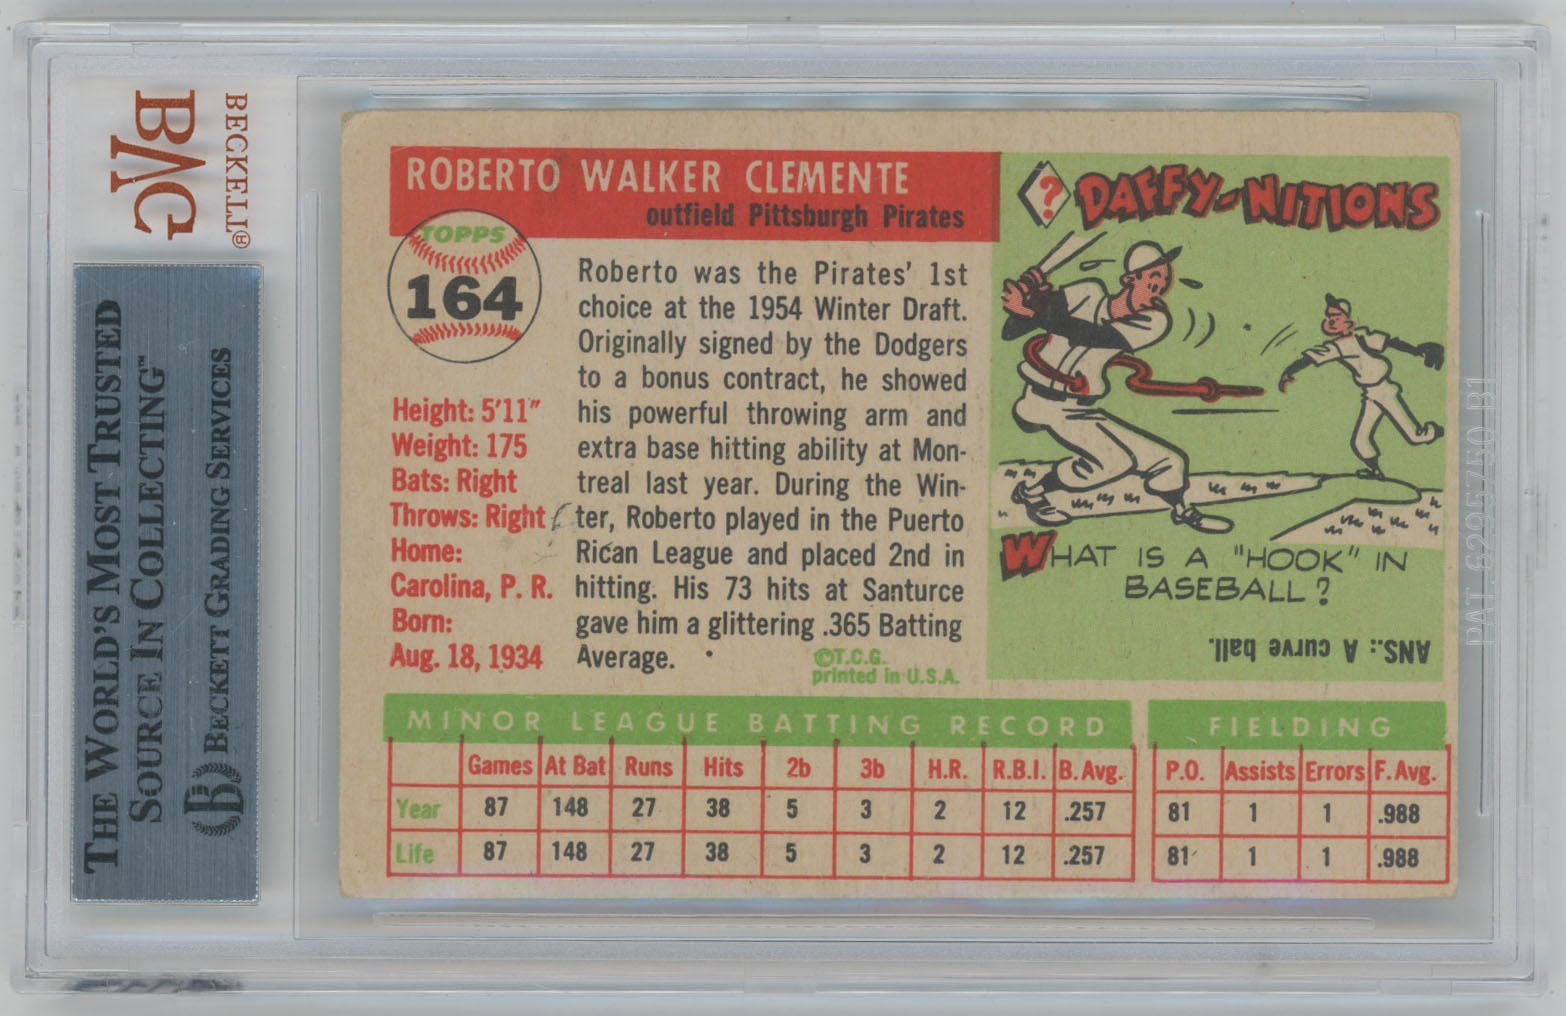 BECKETT®
BVG
THE WORLD'S MOST TRUSTED
SOURCE IN COLLECTING™
BECKETT GRADING SERVICES
ROBERTO WALKER CLEMENTE
outfield Pittsburgh Pirates
TOPPS
164
Height: 5'11"
Weight: 175
Bats: Right
Throws: Right
Home:
Carolina, P. R.
Born:
Aug. 18, 1934
Roberto was the Pirates' 1st
choice at the 1954 Winter Draft.
Originally signed by the Dodgers
to a bonus contract, he showed
his powerful throwing arm and
extra base hitting ability at Mon-
treal last year. During the Win-
ter, Roberto played in the Puerto
Rican League and placed 2nd in
hitting. His 73 hits at Santurce
gave him a glittering .365 Batting
Average.
©T.C.G.
printed in U.S.A.
? DAFFY-NITIONS
WHAT IS A "HOOK" IN
BASEBALL?
ANS.: A curve ball.
MINOR LEAGUE BATTING RECORD
Games At Bat Runs Hits 2b 3b H.R. R.B.I. B. Avg.
Year 87 148 27 38 5 3 2 12 .257
Life 87 148 27 38 5 3 2 12 .257
FIELDING
P.O. Assists Errors F. Avg.
81 1 1 .988
81 1 1 .988
PAT. 6295750 B1